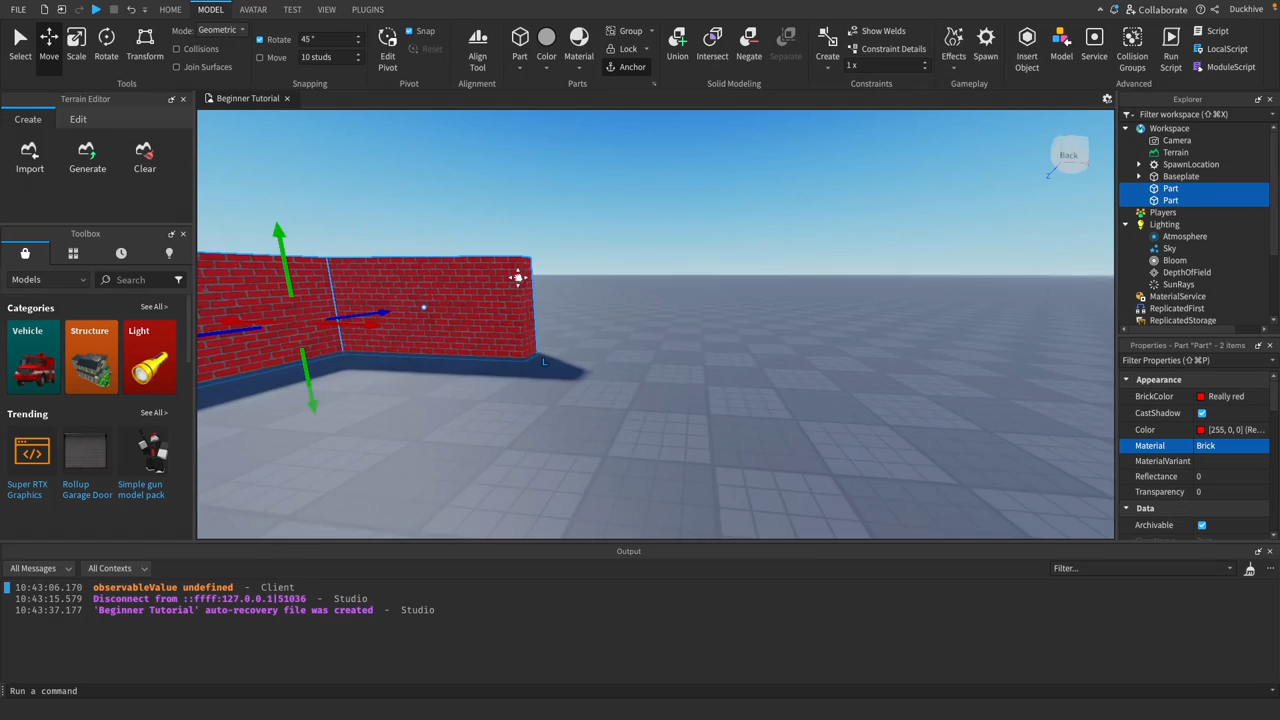 FILE HOME MODEL AVATAR TEST VIEW PLUGINS Collaborate Duckhive
Select Move Scale Rotate Transform
Mode: Geometric
Collisions
Join Surfaces
Tools
Rotate 45 °
Move 10 studs
Snapping
Edit
Pivot
Snap
Reset
Pivot
Align
Tool
Alignment
Part Color Material
Group
Lock
Anchor
Parts
Union Intersect Negate Separate
Solid Modeling
Create
Show Welds
Constraint Details
1 x
Constraints
Effects Spawn
Gameplay
Insert
Object
Model Service
Collision
Groups
Run
Script
Script
LocalScript
ModuleScript
Advanced
Terrain Editor
Create Edit
Import Generate Clear
Toolbox
Models Search
Categories See All >
Vehicle Structure Light
Trending See All >
Super RTX
Graphics
Rollup
Garage Door
Simple gun
model pack
Beginner Tutorial
Back
Z
L
Explorer
Filter workspace (⇧⌘X)
Workspace
Camera
Terrain
SpawnLocation
Baseplate
Part
Part
Players
Lighting
Atmosphere
Sky
Bloom
DepthOfField
SunRays
MaterialService
ReplicatedFirst
ReplicatedStorage
Properties - Part "Part" - 2 items
Filter Properties (⇧⌘P)
Appearance
BrickColor Really red
CastShadow
Color [255, 0, 0] (Re...
Material Brick
MaterialVariant
Reflectance 0
Transparency 0
Data
Archivable
Output
All Messages All Contexts Filter...
10:43:06.170 observableValue undefined - Client
10:43:15.579 Disconnect from ::ffff:127.0.0.1|51036 - Studio
10:43:37.177 'Beginner Tutorial' auto-recovery file was created - Studio
Run a command